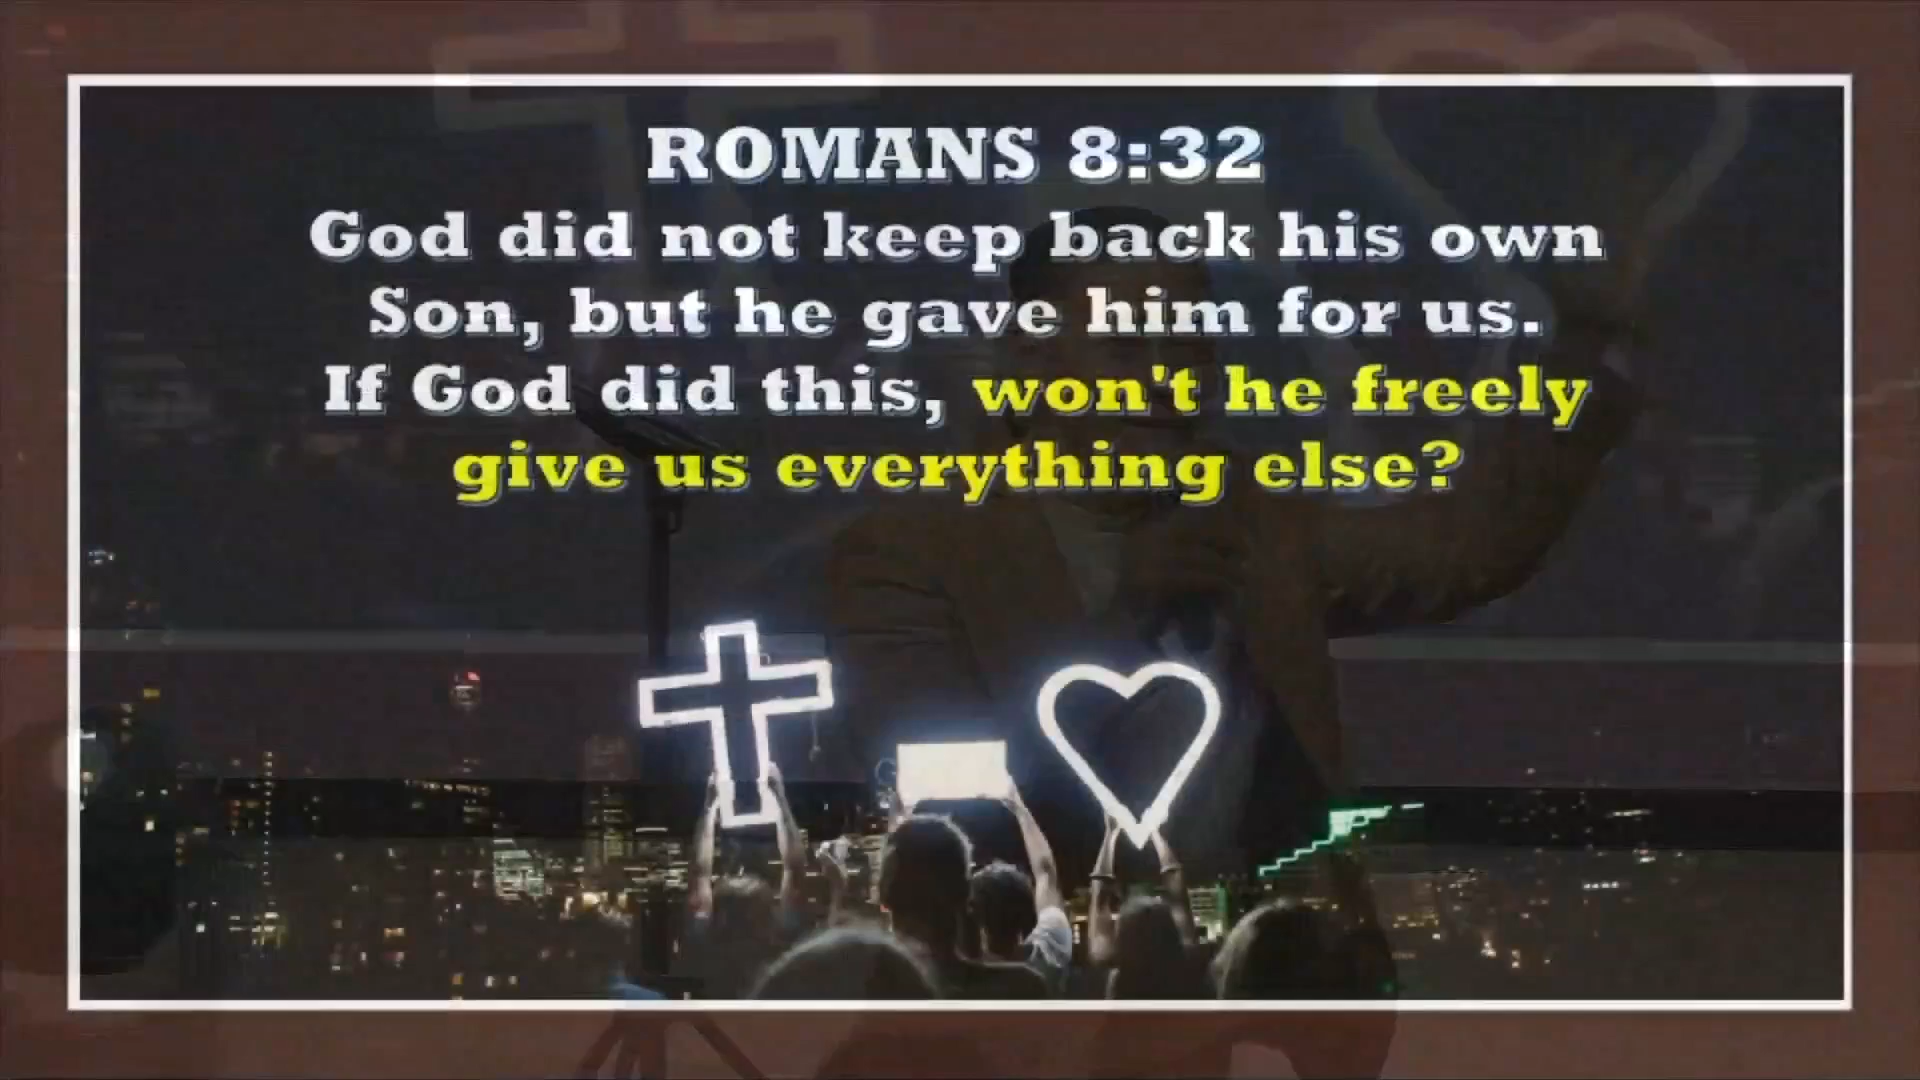 ROMANS 8:32
God did not keep back his own
Son, but he gave him for us.
If God did this, won't he freely
give us everything else?